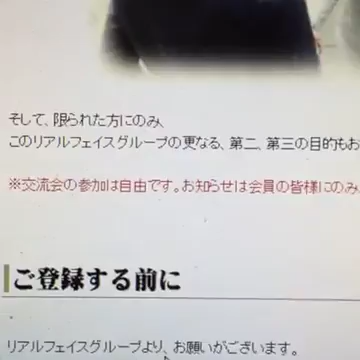 そして、限られた方にのみ、
このリアルフェイスグループの更なる、第二、第三の目的もお
※交流会の参加は自由です。お知らせは会員の皆様にのみ
ご登録する前に
リアルフェイスグループより、お願いがございます。